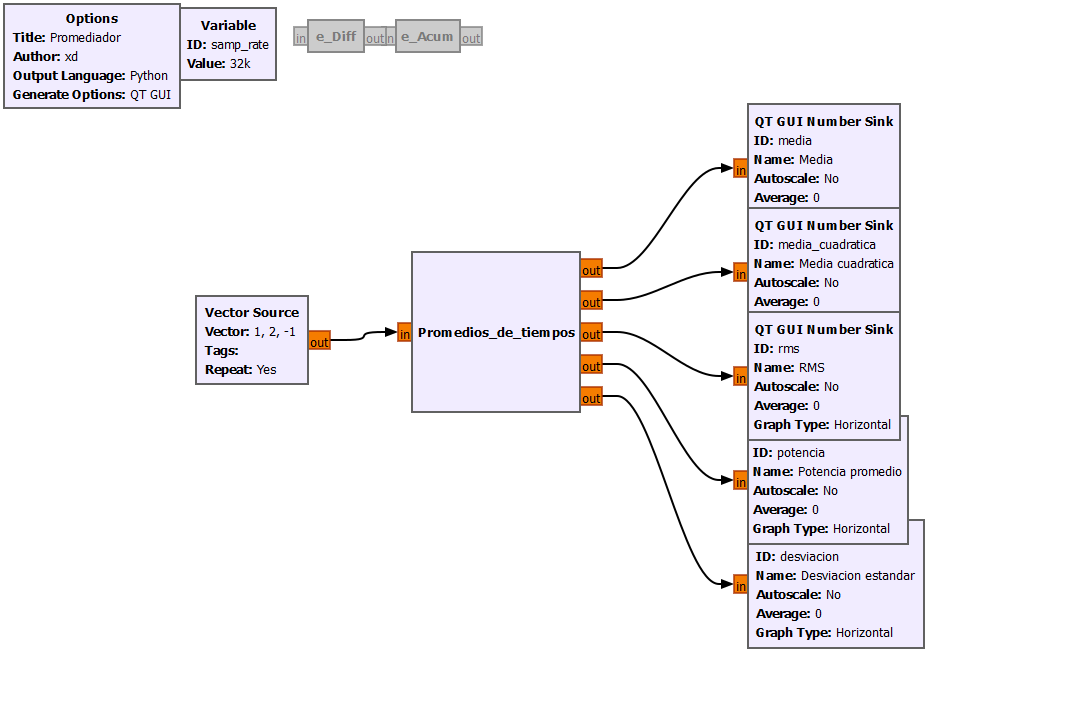 Options
Title: Promediador
Author: xd
Output Language: Python
Generate Options: QT GUI
Variable
ID: samp_rate
Value: 32k
in
e_Diff
out
n
e_Acum
out
Vector Source
Vector: 1, 2, -1
Tags:
Repeat: Yes
out
in
Promedios_de_tiempos
out
out
out
out
out
in
QT GUI Number Sink
ID: media
Name: Media
Autoscale: No
Average: 0
in
QT GUI Number Sink
ID: media_cuadratica
Name: Media cuadratica
Autoscale: No
Average: 0
in
QT GUI Number Sink
ID: rms
Name: RMS
Autoscale: No
Average: 0
Graph Type: Horizontal
in
ID: potencia
Name: Potencia promedio
Autoscale: No
Average: 0
Graph Type: Horizontal
in
ID: desviacion
Name: Desviacion estandar
Autoscale: No
Average: 0
Graph Type: Horizontal